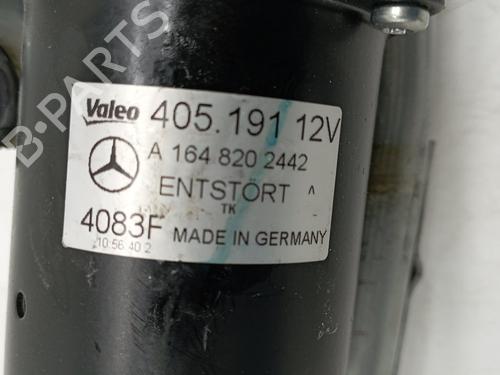 B-PARTS
Valeo 405.191 12V
A 164 820 2442
ENTSTÖRT ^
TK
4083F MADE IN GERMANY
10:56 40 2